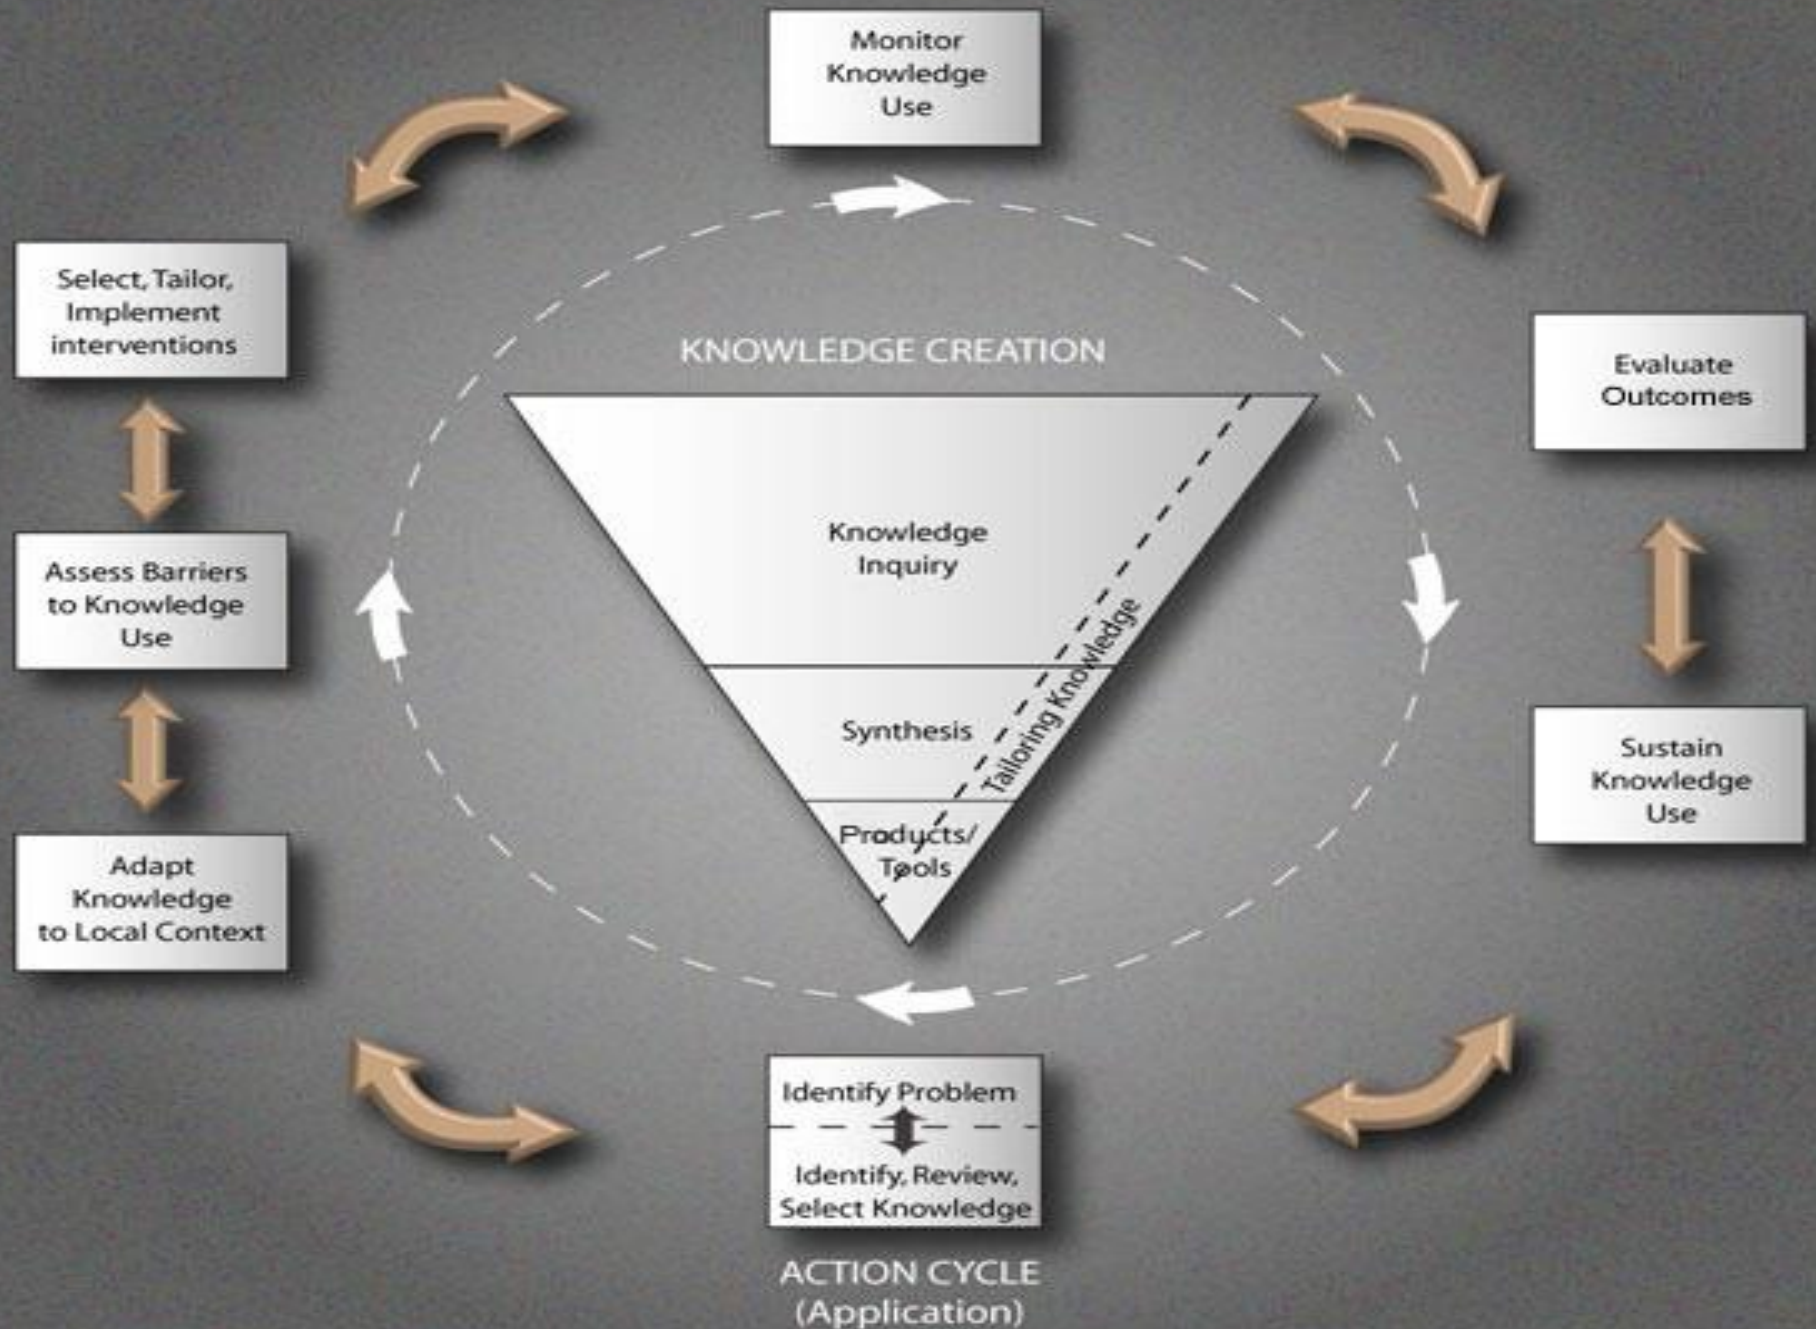 Monitor
Knowledge
Use
Select, Tailor,
Implement
interventions
KNOWLEDGE CREATION
Evaluate
Outcomes
Knowledge
Inquiry
Assess Barriers
to Knowledge
Use
Tailoring Knowledge
Synthesis
Sustain
Knowledge
Use
Products/
Tools
Adapt
Knowledge
to Local Context
Identify Problem
Identify, Review,
Select Knowledge
ACTION CYCLE
(Application)